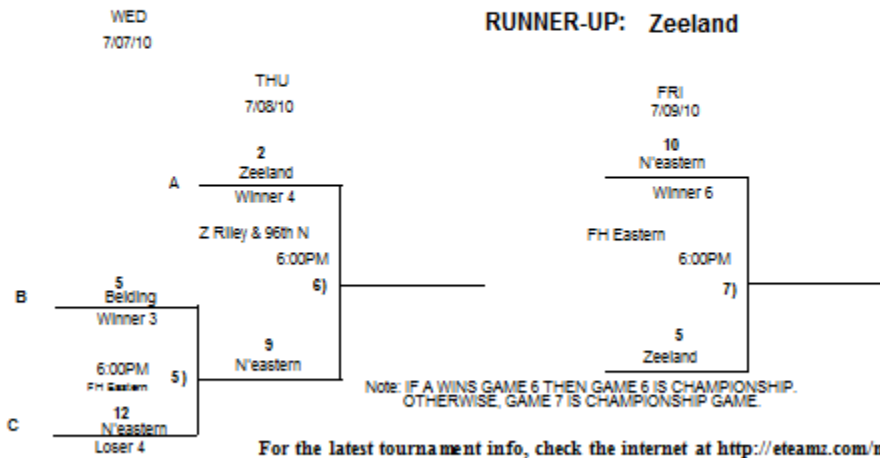 WED
7/07/10
RUNNER-UP: Zeeland
THU
7/08/10
FRI
7/09/10
2
Zeeland
A
Winner 4
10
N'eastern
Winner 6
Z Riley & 96th N
6:00PM
6)
FH Eastern
6:00PM
7)
5
B
Belding
Winner 3
9
N'eastern
5
Zeeland
6:00PM
5)
FH Eastern
Note: IF A WINS GAME 6 THEN GAME 6 IS CHAMPIONSHIP.
OTHERWISE, GAME 7 IS CHAMPIONSHIP GAME.
12
C
N'eastern
Loser 4
For the latest tournament info, check the internet at http://eteamz.com/